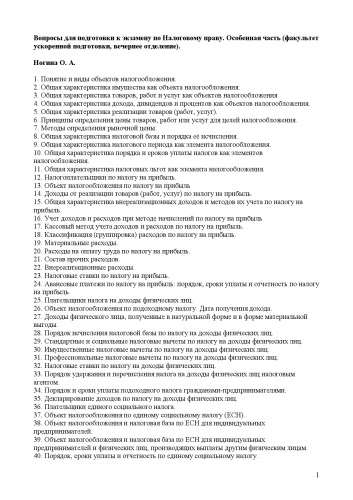 Вопросы для подготовки к экзамену по Налоговому праву. Особенная часть (факультет
ускоренной подготовки, вечернее отделение).
Ногина О. А.
1. Понятие и виды объектов налогообложения.
2. Общая характеристика имущества как объекта налогообложения.
3. Общая характеристика товаров, работ и услуг как объектов налогообложения
4. Общая характеристика дохода, дивидендов и процентов как объектов налогообложения.
5. Общая характеристика реализации товаров (работ, услуг).
6. Принципы определения цены товаров, работ или услуг для целей налогообложения.
7. Методы определения рыночной цены.
8. Общая характеристика налоговой базы и порядка её исчисления.
9. Общая характеристика налогового периода как элемента налогообложения.
10. Общая характеристика порядка и сроков уплаты налогов как элементов
налогообложения.
11. Общая характеристика налоговых льгот как элемента налогообложения.
12. Налогоплательщики по налогу на прибыль.
13. Объект налогообложения по налогу на прибыль
14. Доходы от реализации товаров (работ, услуг) по налогу на прибыль.
15. Общая характеристика внереализационных доходов и методов их учета по налогу на
прибыль.
16. Учет доходов и расходов при методе начислений по налогу на прибыль
17. Кассовый метод учета доходов и расходов по налогу на прибыль.
18. Классификация (группировка) расходов по налогу на прибыль.
19. Материальные расходы.
20. Расходы на оплату труда по налогу на прибыль.
21. Состав прочих расходов.
22. Внереализационные расходы.
23. Налоговые ставки по налогу на прибыль.
24. Авансовые платежи по налогу на прибыль: порядок, сроки уплаты и отчетность по налогу
на прибыль.
25. Плательщики налога на доходы физических лиц.
26. Объект налогообложения по подоходному налогу. Дата получения дохода.
27. Доходы физического лица, полученные в натуральной форме и в форме материальной
выгоды.
28. Порядок исчисления налоговой базы по налогу на доходы физических лиц.
29. Стандартные и социальные налоговые вычеты по налогу на доходы физических лиц.
30. Имущественные налоговые вычеты по налогу на доходы физических лиц.
31. Профессиональные налоговые вычеты по налогу на доходы физических лиц.
32. Налоговые ставки по налогу на доходы физических лиц.
33. Порядок удержания и перечисления налога на доходы физических лиц налоговым
агентом.
34. Порядок и сроки уплаты подоходного налога гражданами-предпринимателями.
35. Декларирование доходов по налогу на доходы физических лиц.
36. Плательщики единого социального налога.
37. Объект налогообложения по единому социальному налогу (ЕСН).
38. Объект налогообложения и налоговая база по ЕСН для индивидуальных
предпринимателей.
39. Объект налогообложения и налоговая база по ЕСН для индивидуальных
предпринимателей и физических лиц, производящих выплаты другим физическим лицам.
40. Порядок, сроки уплаты и отчетность по единому социальному налогу.
1